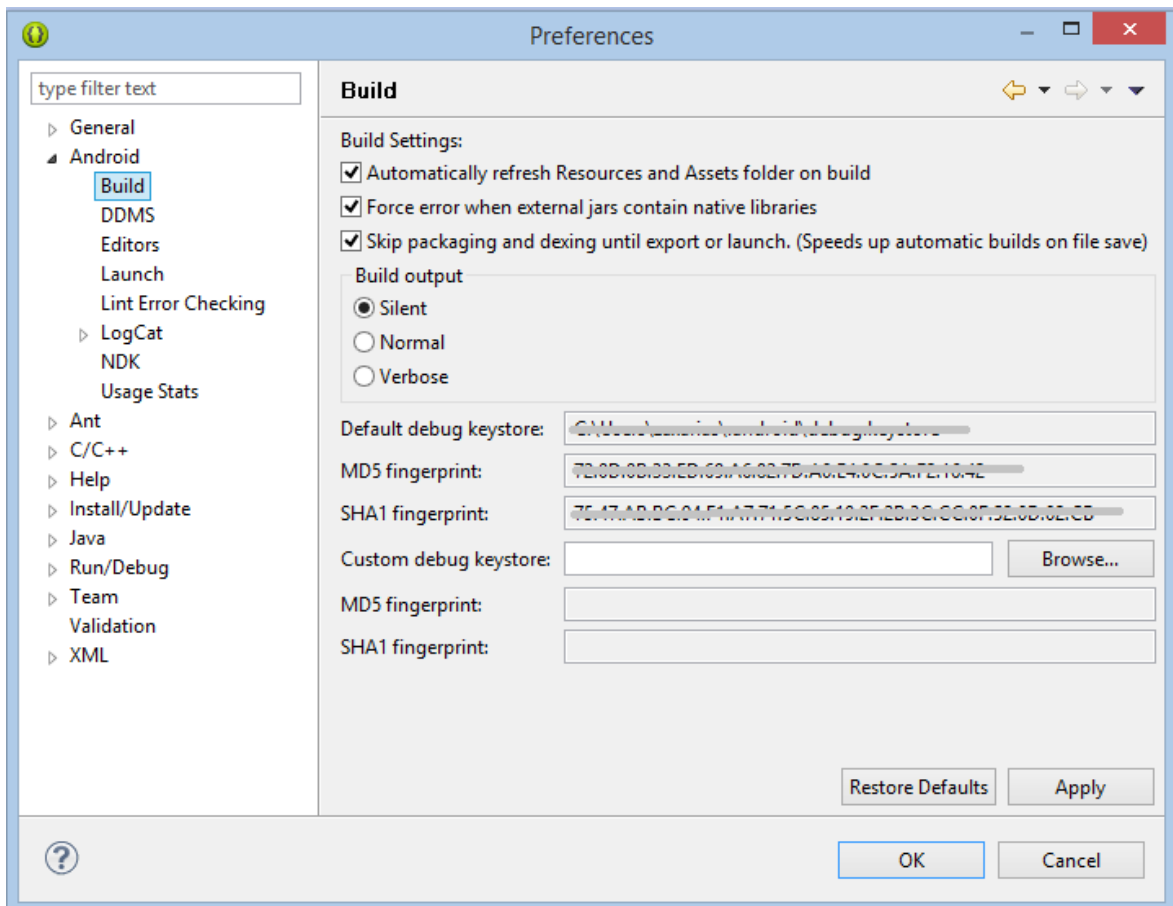 Preferences
type filter text
General
Android
Build
DDMS
Editors
Launch
Lint Error Checking
LogCat
NDK
Usage Stats
Ant
C/C++
Help
Install/Update
Java
Run/Debug
Team
Validation
XML
Build
Build Settings:
Automatically refresh Resources and Assets folder on build
Force error when external jars contain native libraries
Skip packaging and dexing until export or launch. (Speeds up automatic builds on file save)
Build output
Silent
Normal
Verbose
Default debug keystore:
MD5 fingerprint:
SHA1 fingerprint:
Custom debug keystore: Browse...
MD5 fingerprint:
SHA1 fingerprint:
Restore Defaults Apply
? OK Cancel